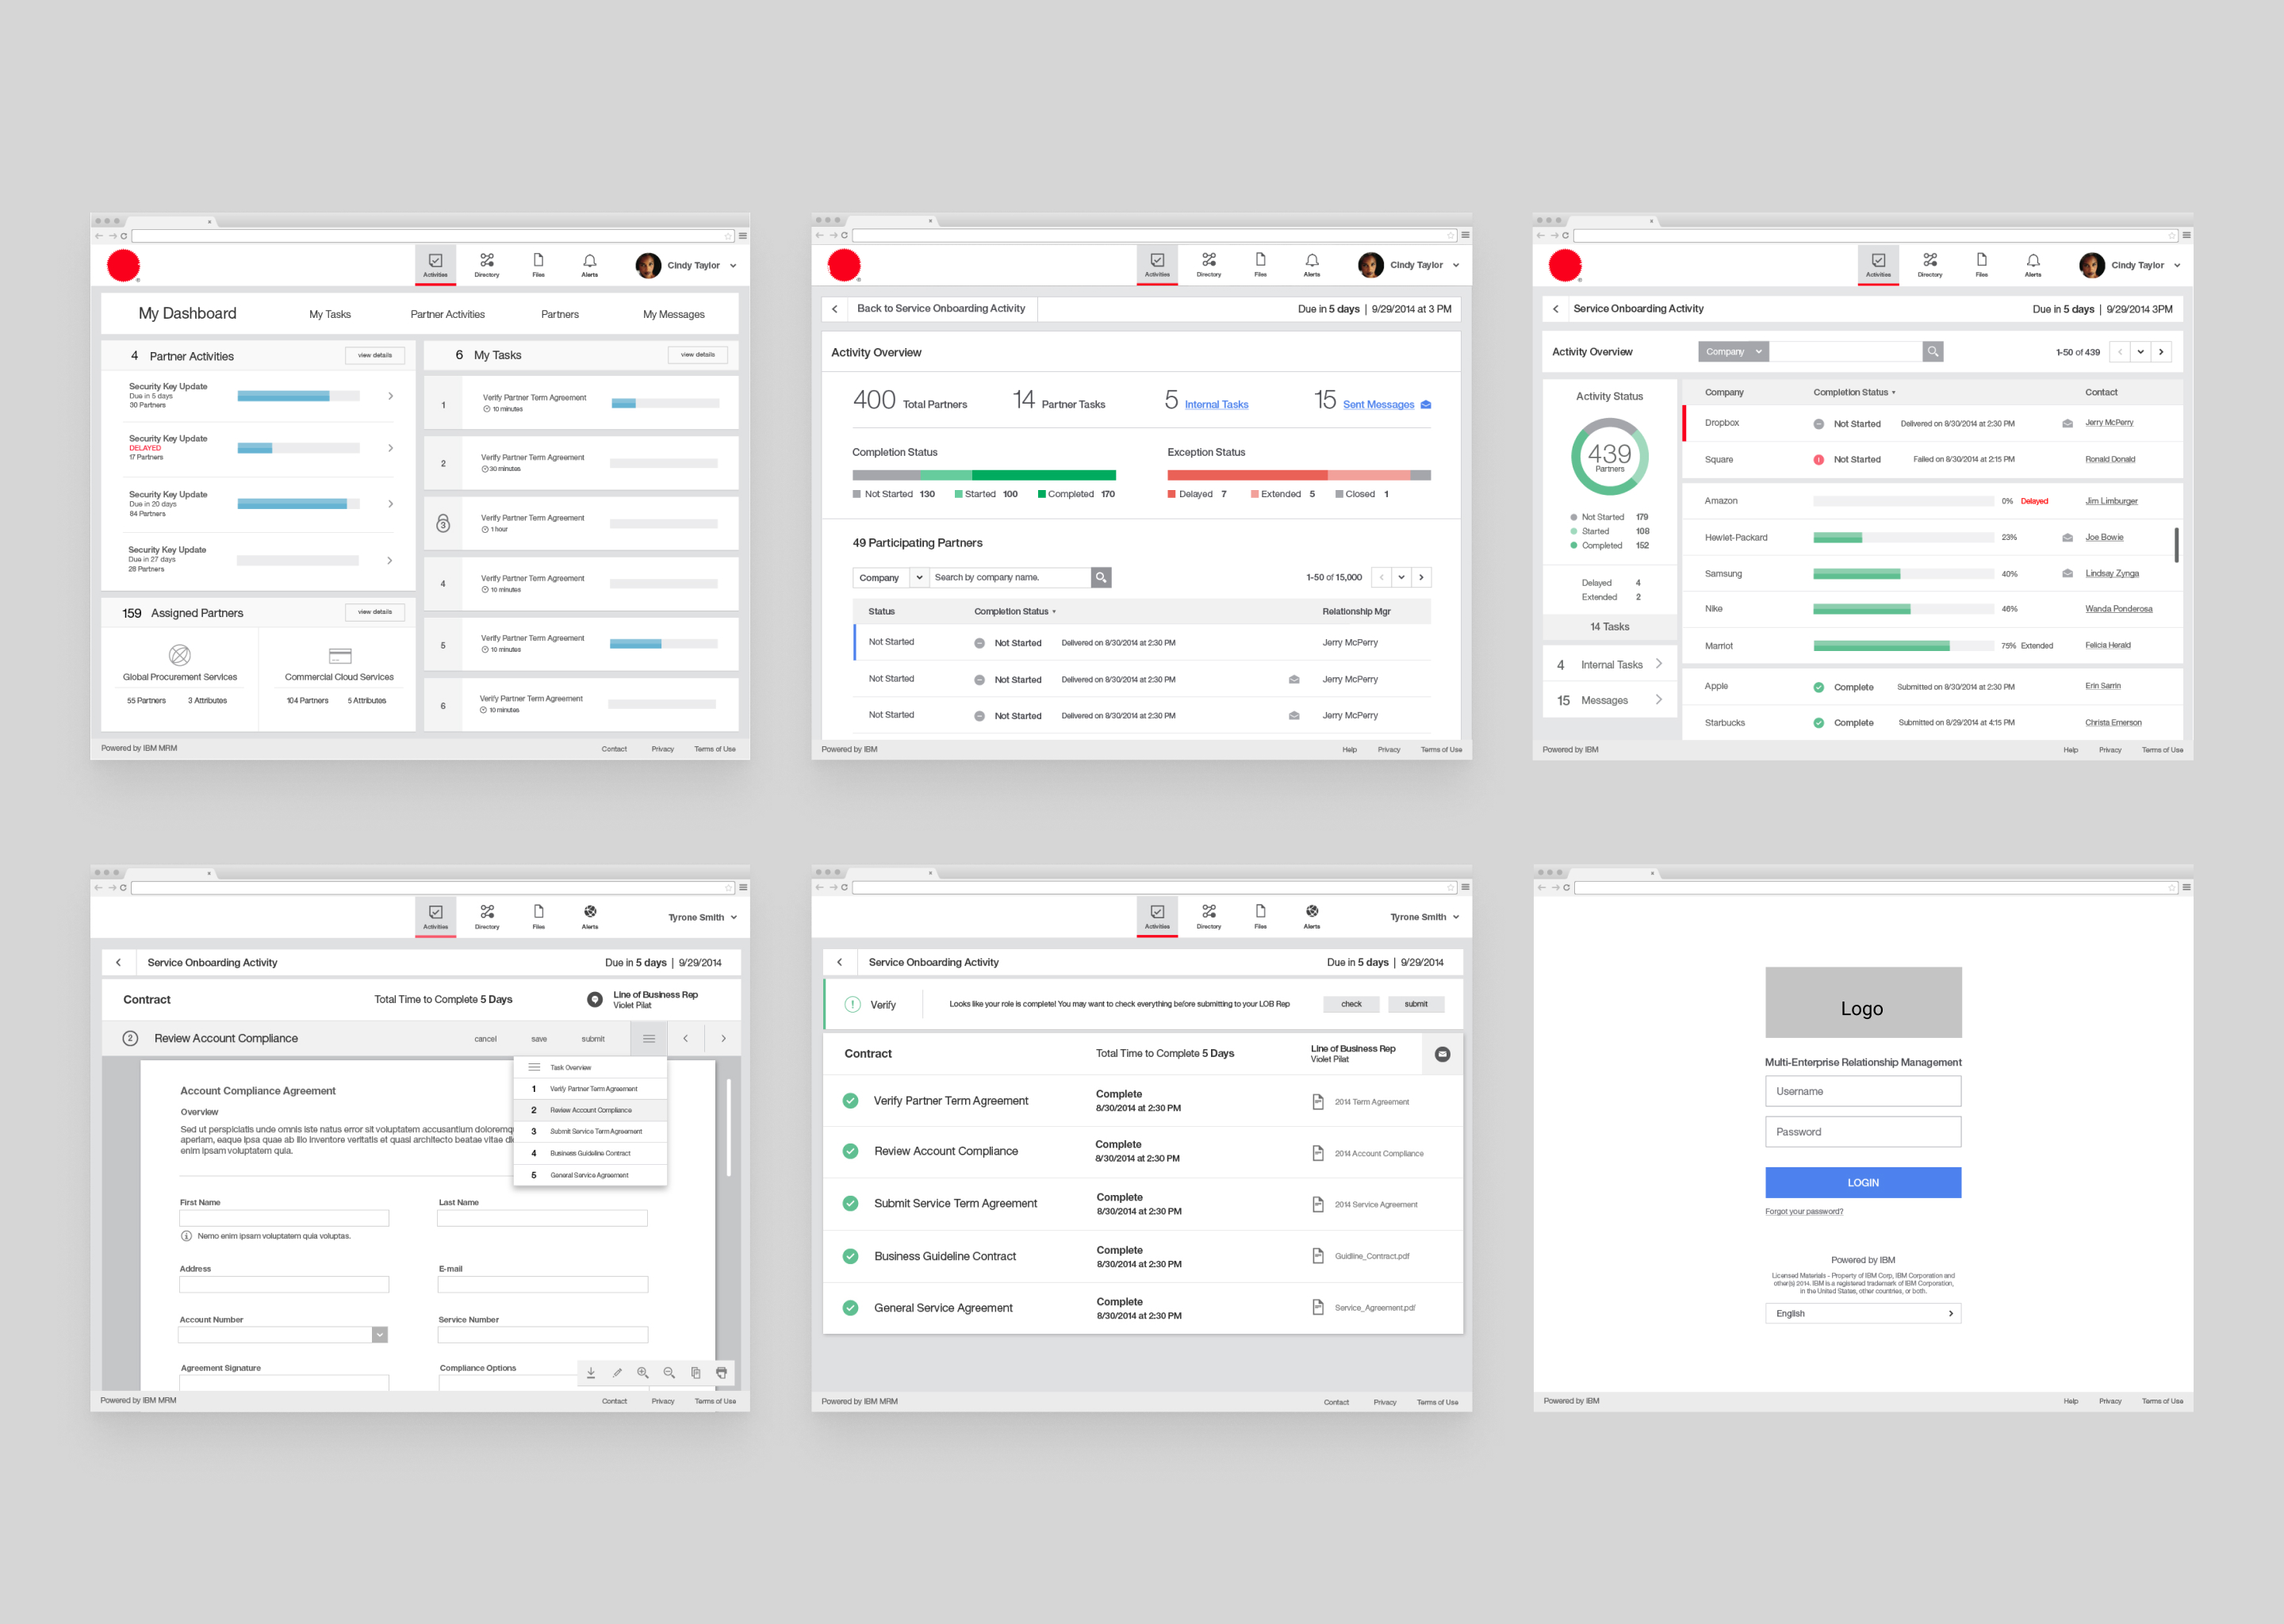 Activities
Directory
Files
Alerts
Cindy Taylor
My Dashboard
My Tasks
Partner Activities
Partners
My Messages
4 Partner Activities
view details
Security Key Update
Due in 5 days
30 Partners
Security Key Update
DELAYED
17 Partners
Security Key Update
Due in 20 days
84 Partners
Security Key Update
Due in 27 days
28 Partners
159 Assigned Partners
view details
Global Procurement Services
55 Partners 3 Attributes
Commercial Cloud Services
104 Partners 5 Attributes
6 My Tasks
view details
1 Verify Partner Term Agreement
10 minutes
2 Verify Partner Term Agreement
30 minutes
3 Verify Partner Term Agreement
1 hour
4 Verify Partner Term Agreement
10 minutes
5 Verify Partner Term Agreement
10 minutes
6 Verify Partner Term Agreement
10 minutes
Powered by IBM MRM
Contact Privacy Terms of Use
Activities
Directory
Files
Alerts
Cindy Taylor
Back to Service Onboarding Activity
Due in 5 days | 9/29/2014 at 3 PM
Activity Overview
400 Total Partners
14 Partner Tasks
5 Internal Tasks
15 Sent Messages
Completion Status
Not Started 130 Started 100 Completed 170
Exception Status
Delayed 7 Extended 5 Closed 1
49 Participating Partners
Company
Search by company name.
1-50 of 15,000
Status Completion Status Relationship Mgr
Not Started Not Started Delivered on 8/30/2014 at 2:30 PM Jerry McPerry
Not Started Not Started Delivered on 8/30/2014 at 2:30 PM Jerry McPerry
Not Started Not Started Delivered on 8/30/2014 at 2:30 PM Jerry McPerry
Powered by IBM
Help Privacy Terms of Use
Activities
Directory
Files
Alerts
Cindy Taylor
Service Onboarding Activity
Due in 5 days | 9/29/2014 3PM
Activity Overview
Company
1-50 of 439
Activity Status
439
Partners
Not Started 179
Started 108
Completed 152
Delayed 4
Extended 2
14 Tasks
4 Internal Tasks
15 Messages
Company Completion Status Contact
Dropbox Not Started Delivered on 8/30/2014 at 2:30 PM Jerry McPerry
Square Not Started Failed on 8/30/2014 at 2:15 PM Ronald Donald
Amazon 0% Delayed Jim Limburger
Hewlet-Packard 23% Joe Bowie
Samsung 40% Lindsay Zynga
Nike 46% Wanda Ponderosa
Marriot 75% Extended Felicia Herald
Apple Complete Submitted on 8/30/2014 at 2:30 PM Erin Sarrin
Starbucks Complete Submitted on 8/29/2014 at 4:15 PM Christa Emerson
Powered by IBM
Help Privacy Terms of Use
Activities
Directory
Files
Alerts
Tyrone Smith
Service Onboarding Activity
Due in 5 days | 9/29/2014
Contract
Total Time to Complete 5 Days
Line of Business Rep
Violet Pilat
2 Review Account Compliance
cancel save submit
Task Overview
1 Verify Partner Term Agreement
2 Review Account Compliance
3 Submit Service Term Agreement
4 Business Guideline Contract
5 General Service Agreement
Account Compliance Agreement
Overview
Sed ut perspiciatis unde omnis iste natus error sit voluptatem accusantium doloremq
aperiam, eaque ipsa quae ab illo inventore veritatis et quasi architecto beatae vitae di
enim ipsam voluptatem quia.
First Name
Last Name
Nemo enim ipsam voluptatem quia voluptas.
Address
E-mail
Account Number
Service Number
Agreement Signature
Compliance Options
Powered by IBM MRM
Contact Privacy Terms of Use
Activities
Directory
Files
Alerts
Tyrone Smith
Service Onboarding Activity
Due in 5 days | 9/29/2014
Verify
Looks like your role is complete! You may want to check everything before submitting to your LOB Rep
check
submit
Contract
Total Time to Complete 5 Days
Line of Business Rep
Violet Pilat
Verify Partner Term Agreement
Complete
8/30/2014 at 2:30 PM
2014 Term Agreement
Review Account Compliance
Complete
8/30/2014 at 2:30 PM
2014 Account Compliance
Submit Service Term Agreement
Complete
8/30/2014 at 2:30 PM
2014 Service Agreement
Business Guideline Contract
Complete
8/30/2014 at 2:30 PM
Guidline_Contract.pdf
General Service Agreement
Complete
8/30/2014 at 2:30 PM
Service_Agreement.pdf
Powered by IBM MRM
Contact Privacy Terms of Use
Logo
Multi-Enterprise Relationship Management
Username
Password
LOGIN
Forgot your password?
Powered by IBM
Licensed Materials - Property of IBM Corp, IBM Corporation and
other(s) 2014. IBM is a registered trademark of IBM Corporation,
in the United States, other countries, or both.
English
Powered by IBM
Help Privacy Terms of Use